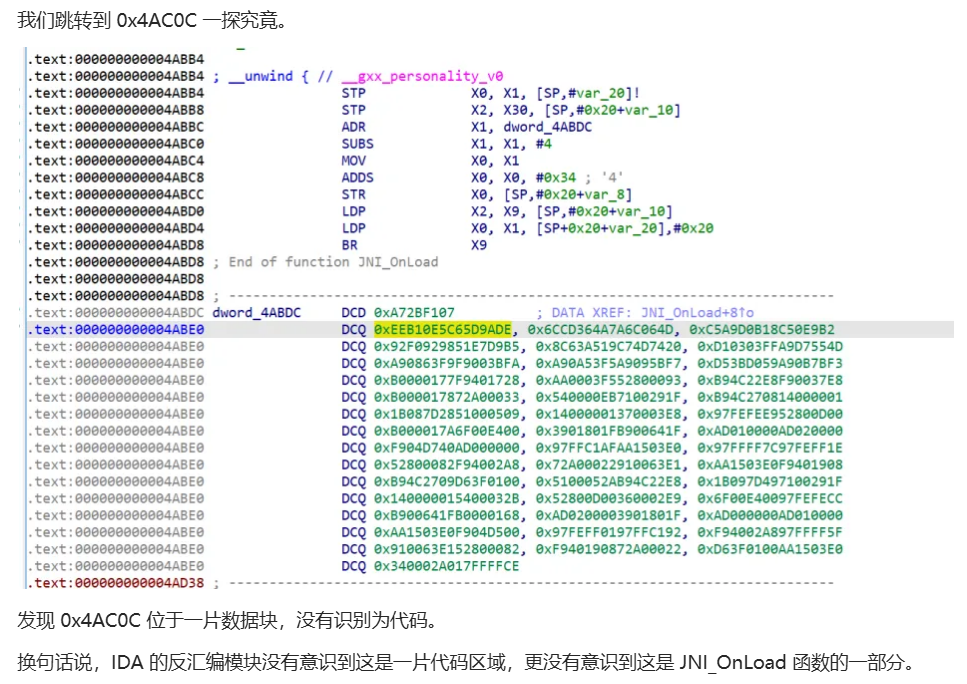 我们跳转到 0x4AC0C 一探究竟。
.text:000000000004ABB4
.text:000000000004ABB4 ; __unwind { // __gxx_personality_v0
.text:000000000004ABB4 STP X0, X1, [SP,#var_20]!
.text:000000000004ABB8 STP X2, X30, [SP,#0x20+var_10]
.text:000000000004ABBC ADR X1, dword_4ABDC
.text:000000000004ABC0 SUBS X1, X1, #4
.text:000000000004ABC4 MOV X0, X1
.text:000000000004ABC8 ADDS X0, X0, #0x34 ; '4'
.text:000000000004ABCC STR X0, [SP,#0x20+var_8]
.text:000000000004ABD0 LDP X2, X9, [SP,#0x20+var_10]
.text:000000000004ABD4 LDP X0, X1, [SP+0x20+var_20],#0x20
.text:000000000004ABD8 BR X9
.text:000000000004ABD8 ; End of function JNI_OnLoad
.text:000000000004ABD8
.text:000000000004ABD8 ; ---------------------------------------------------------------------------
.text:000000000004ABDC dword_4ABDC DCD 0xA72BF107 ; DATA XREF: JNI_OnLoad+8↑o
.text:000000000004ABE0 DCQ 0xEEB10E5C65D9ADE, 0x6CCD364A7A6C064D, 0xC5A9D0B18C50E9B2
.text:000000000004ABE0 DCQ 0x92F0929851E7D9B5, 0x8C63A519C74D7420, 0xD10303FFA9D7554D
.text:000000000004ABE0 DCQ 0xA90863F9F9003BFA, 0xA90A53F5A9095BF7, 0xD53BD059A90B7BF3
.text:000000000004ABE0 DCQ 0xB0000177F9401728, 0xAA0003F552800093, 0xB94C22E8F90037E8
.text:000000000004ABE0 DCQ 0xB000017872A00033, 0x540000EB7100291F, 0xB94C270814000001
.text:000000000004ABE0 DCQ 0x1B087D2851000509, 0x14000001370003E8, 0x97FEFEE952800D00
.text:000000000004ABE0 DCQ 0xB000017A6F00E400, 0x3901801FB900641F, 0xAD010000AD020000
.text:000000000004ABE0 DCQ 0xF904D740AD000000, 0x97FFC1AFAA1503E0, 0x97FFFF7C97FEFF1E
.text:000000000004ABE0 DCQ 0x52800082F94002A8, 0x72A00022910063E1, 0xAA1503E0F9401908
.text:000000000004ABE0 DCQ 0xB94C2709D63F0100, 0x5100052AB94C22E8, 0x1B097D497100291F
.text:000000000004ABE0 DCQ 0x140000015400032B, 0x52800D00360002E9, 0x6F00E40097FEFECC
.text:000000000004ABE0 DCQ 0xB900641FB0000168, 0xAD0200003901801F, 0xAD000000AD010000
.text:000000000004ABE0 DCQ 0xAA1503E0F904D500, 0x97FEFF0197FFC192, 0xF94002A897FFFF5F
.text:000000000004ABE0 DCQ 0x910063E152800082, 0xF940190872A00022, 0xD63F0100AA1503E0
.text:000000000004ABE0 DCQ 0x340002A017FFFFCE
.text:000000000004AD38 ; ---------------------------------------------------------------------------
发现 0x4AC0C 位于一片数据块，没有识别为代码。
换句话说，IDA 的反汇编模块没有意识到这是一片代码区域，更没有意识到这是 JNI_OnLoad 函数的一部分。